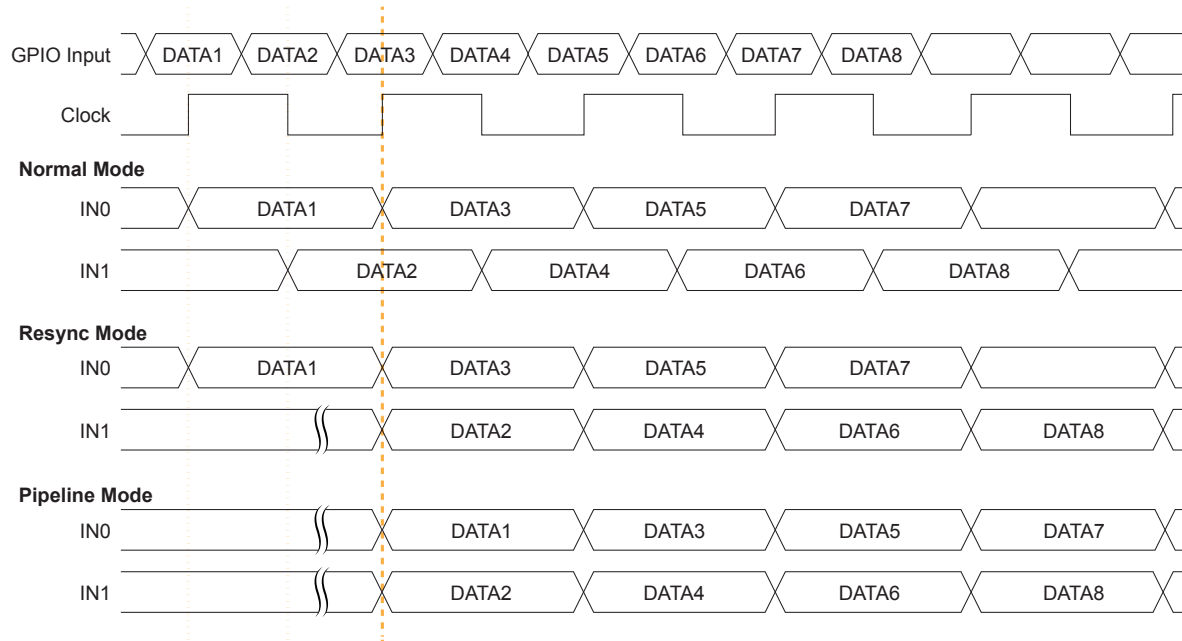 GPIO Input DATA1 DATA2 DATA3 DATA4 DATA5 DATA6 DATA7 DATA8
Clock
Normal Mode
IN0 DATA1 DATA3 DATA5 DATA7
IN1 DATA2 DATA4 DATA6 DATA8
Resync Mode
IN0 DATA1 DATA3 DATA5 DATA7
IN1 DATA2 DATA4 DATA6 DATA8
Pipeline Mode
IN0 DATA1 DATA3 DATA5 DATA7
IN1 DATA2 DATA4 DATA6 DATA8